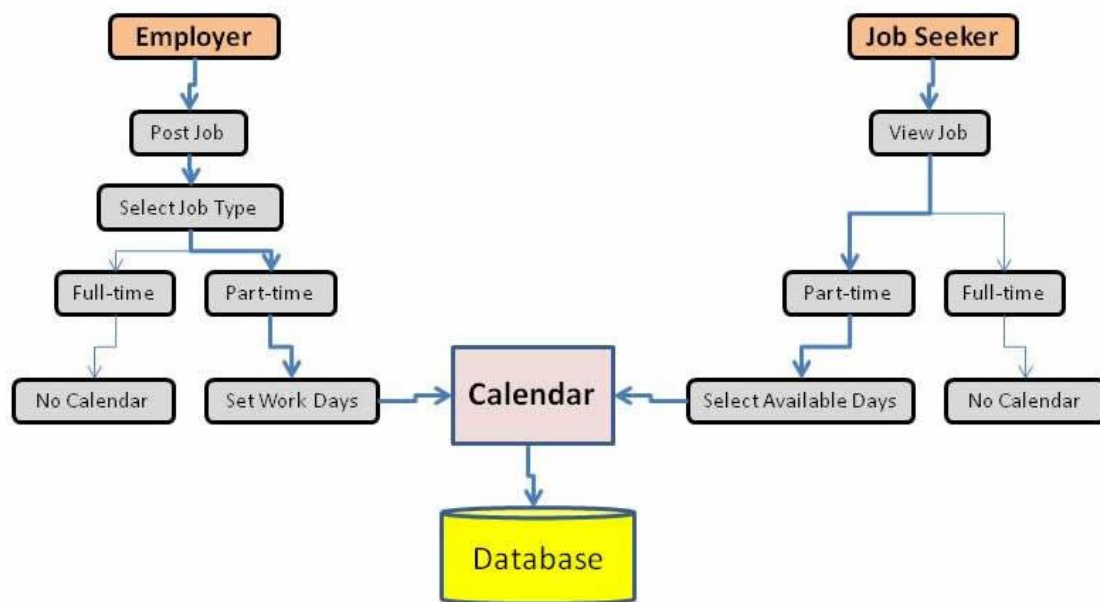 Employer
Job Seeker
Post Job
View Job
Select Job Type
Full-time
Part-time
Part-time
Full-time
No Calendar
Set Work Days
Calendar
Select Available Days
No Calendar
Database